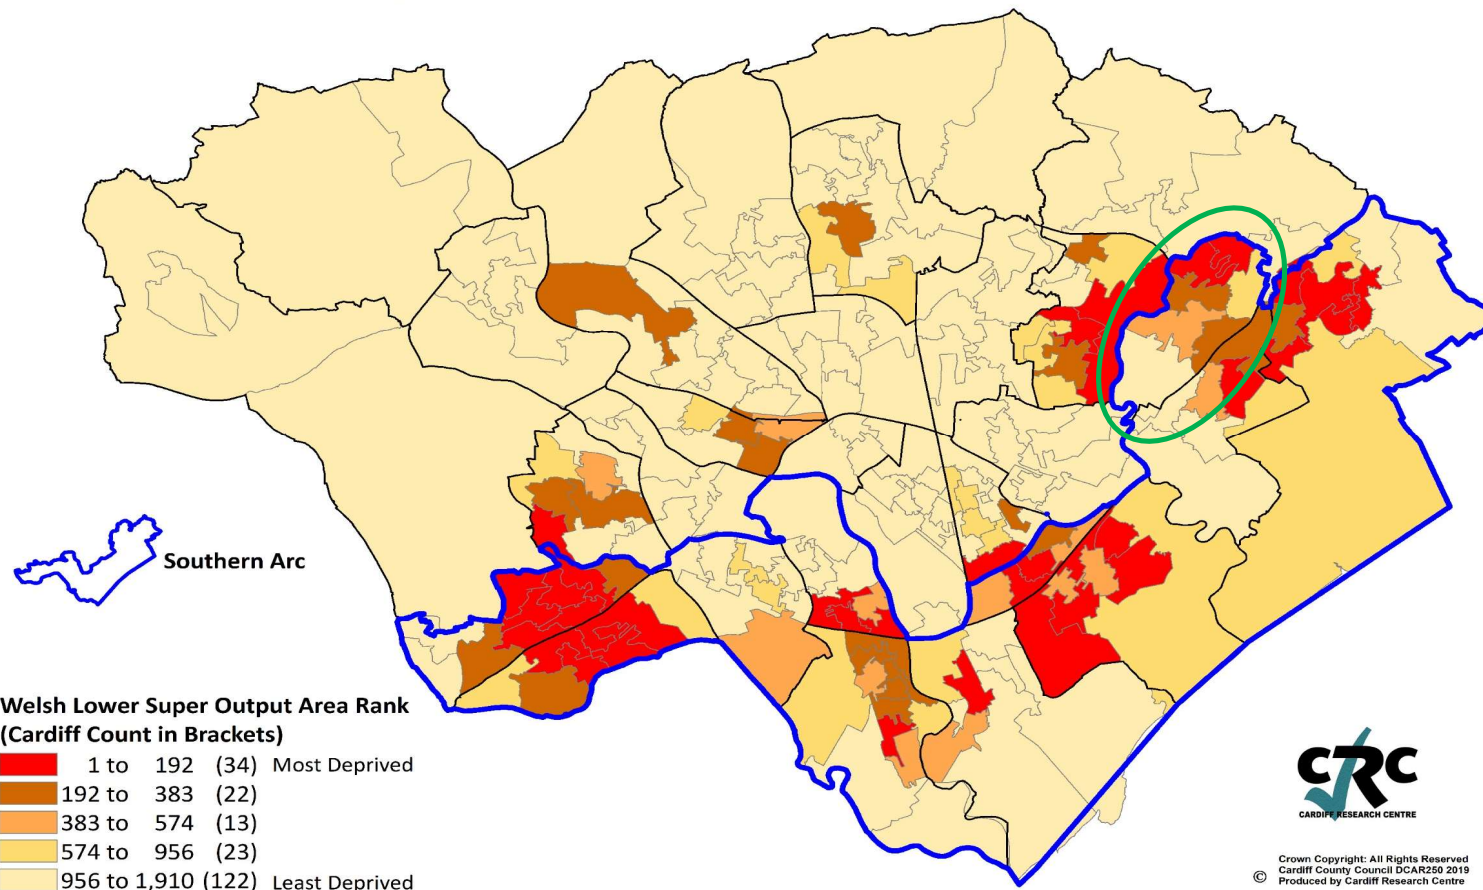 Southern Arc
Welsh Lower Super Output Area Rank
(Cardiff Count in Brackets)
1 to 192 (34) Most Deprived
192 to 383 (22)
383 to 574 (13)
574 to 956 (23)
956 to 1,910 (122) Least Deprived
CRC
CARDIFF RESEARCH CENTRE
Crown Copyright: All Rights Reserved
Cardiff County Council DCAR250 2019
© Produced by Cardiff Research Centre